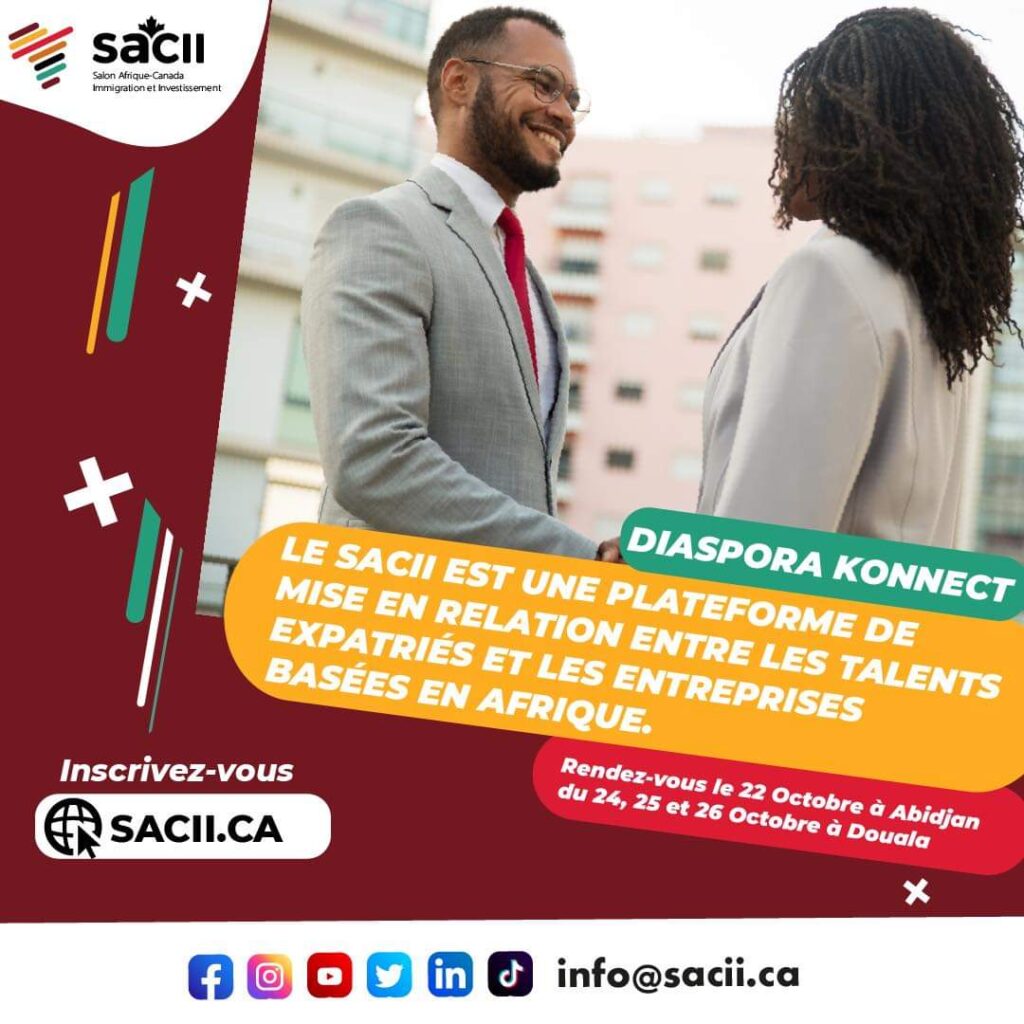 sacii
Salon Afrique-Canada
Immigration et Investissement
DIASPORA KONNECT
LE SACII EST UNE PLATEFORME DE
MISE EN RELATION ENTRE LES TALENTS
EXPATRIÉS ET LES ENTREPRISES
BASÉES EN AFRIQUE.
Rendez-vous le 22 Octobre à Abidjan
du 24, 25 et 26 Octobre à Douala
Inscrivez-vous
SACII.CA
info@sacii.ca